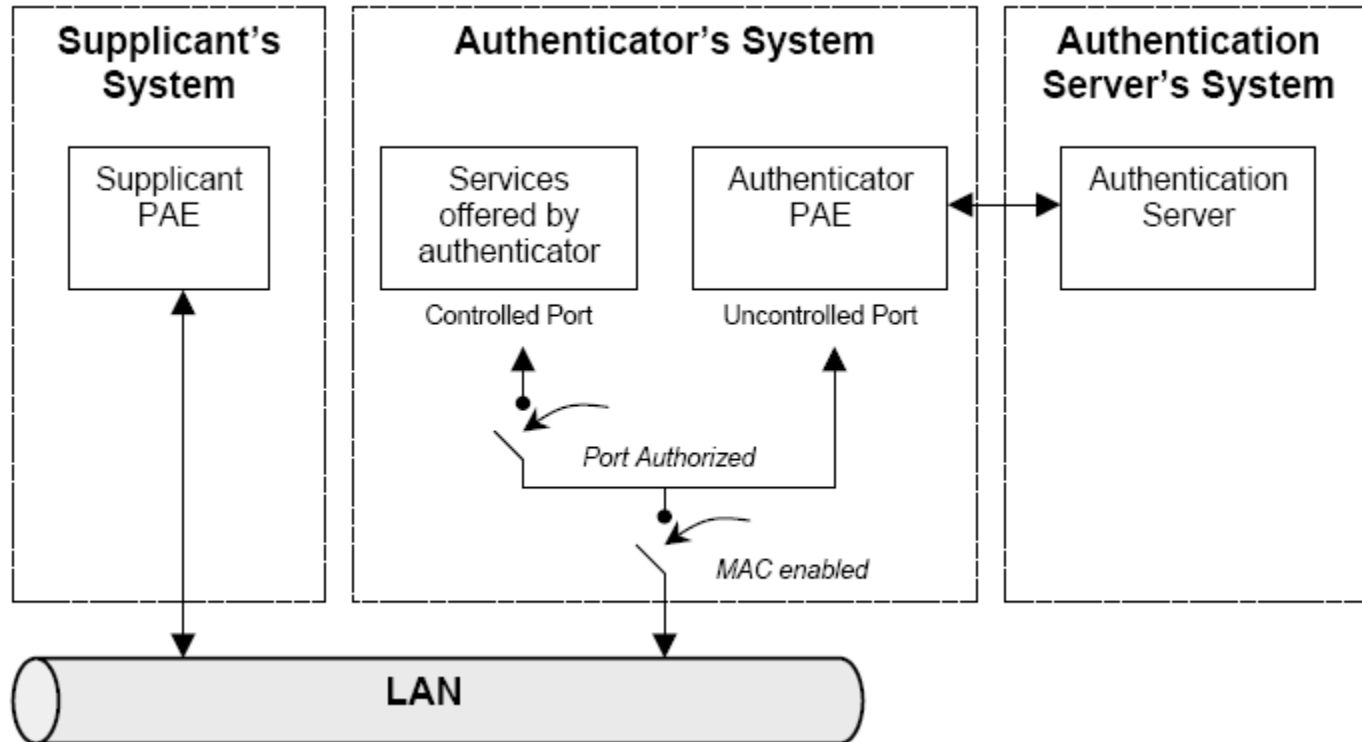 Supplicant's
System
Authenticator's System
Authentication
Server's System
Supplicant
PAE
Services
offered by
authenticator
Authenticator
PAE
Authentication
Server
Controlled Port
Uncontrolled Port
Port Authorized
MAC enabled
LAN